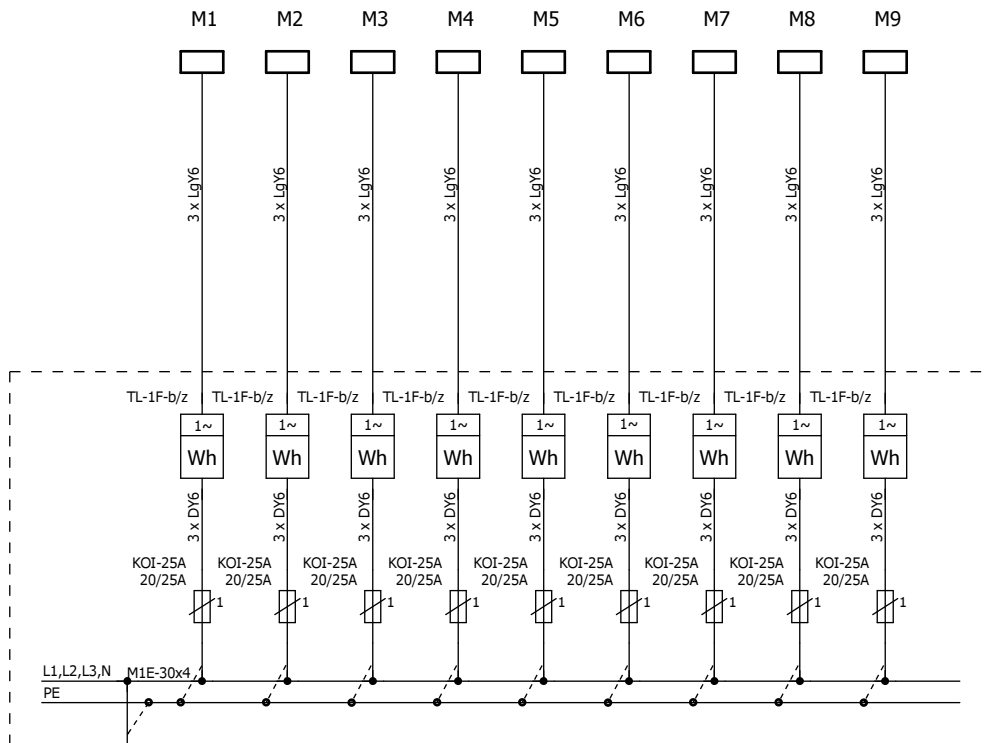 M1 M2 M3 M4 M5 M6 M7 M8 M9
3 x LgY6 3 x LgY6 3 x LgY6 3 x LgY6 3 x LgY6 3 x LgY6 3 x LgY6 3 x LgY6 3 x LgY6
TL-1F-b/z TL-1F-b/z TL-1F-b/z TL-1F-b/z TL-1F-b/z TL-1F-b/z TL-1F-b/z TL-1F-b/z TL-1F-b/z
1~ 1~ 1~ 1~ 1~ 1~ 1~ 1~ 1~
Wh Wh Wh Wh Wh Wh Wh Wh Wh
3 x DY6 3 x DY6 3 x DY6 3 x DY6 3 x DY6 3 x DY6 3 x DY6 3 x DY6 3 x DY6
KOI-25A KOI-25A KOI-25A KOI-25A KOI-25A KOI-25A KOI-25A KOI-25A KOI-25A
20/25A 20/25A 20/25A 20/25A 20/25A 20/25A 20/25A 20/25A 20/25A
1 1 1 1 1 1 1 1 1
L1,L2,L3,N M1E-30x4
PE